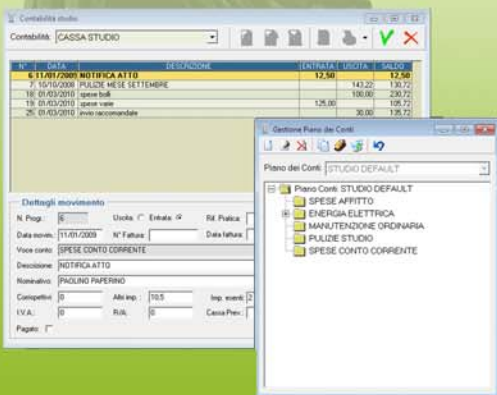 Contabilità studio
Contabilità: CASSA STUDIO
N° DATA DESCRIZIONE ENTRATA USCITA SALDO
6 11/01/2009 NOTIFICA ATTO 12,50 12,50
7 10/10/2009 PULIZIE MESE SETTEMBRE 143,22 130,72
18 01/03/2010 spese bolli 100,00 230,72
19 01/03/2010 spese varie 125,00 105,72
25 01/03/2010 invio raccomandate 30,00 135,72
Dettagli movimento
N. Progr.: 6 Uscita: Entrata: Rif. Pratica:
Data movim.: 11/01/2009 N° Fattura: Data fattura:
Voce conto: SPESE CONTO CORRENTE
Descrizione: NOTIFICA ATTO
Nominativo: PAOLINO PAPERINO
Corrispettivi: 0 Altri imp.: 10,5 Imp. esenti: 2
I.V.A.: 0 R/A: 0 Cassa Prev.:
Pagato:
Gestione Piano dei Conti
Piano dei Conti: STUDIO DEFAULT
Piano Conti: STUDIO DEFAULT
SPESE AFFITTO
ENERGIA ELETTRICA
MANUTENZIONE ORDINARIA
PULIZIE STUDIO
SPESE CONTO CORRENTE